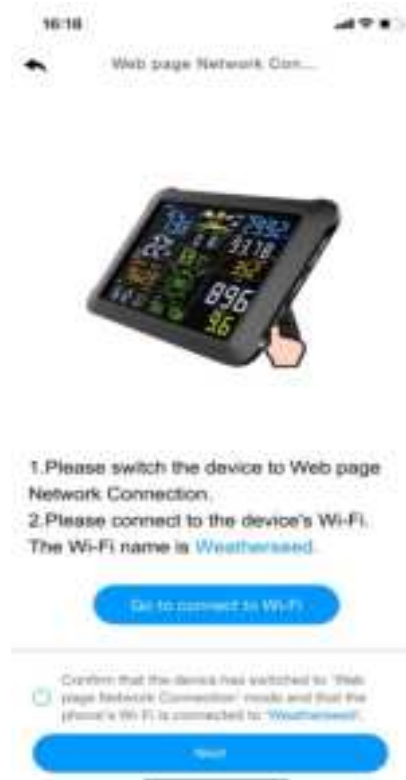 16:18
Web page Network Con...
1.Please switch the device to Web page
Network Connection.
2.Please connect to the device's Wi-Fi.
The Wi-Fi name is Weatherseed.
Go to connect to Wi-Fi
Confirm that the device has switched to "Web
page Network Connection" mode and that the
phone's Wi-Fi is connected to "Weatherseed".
Next